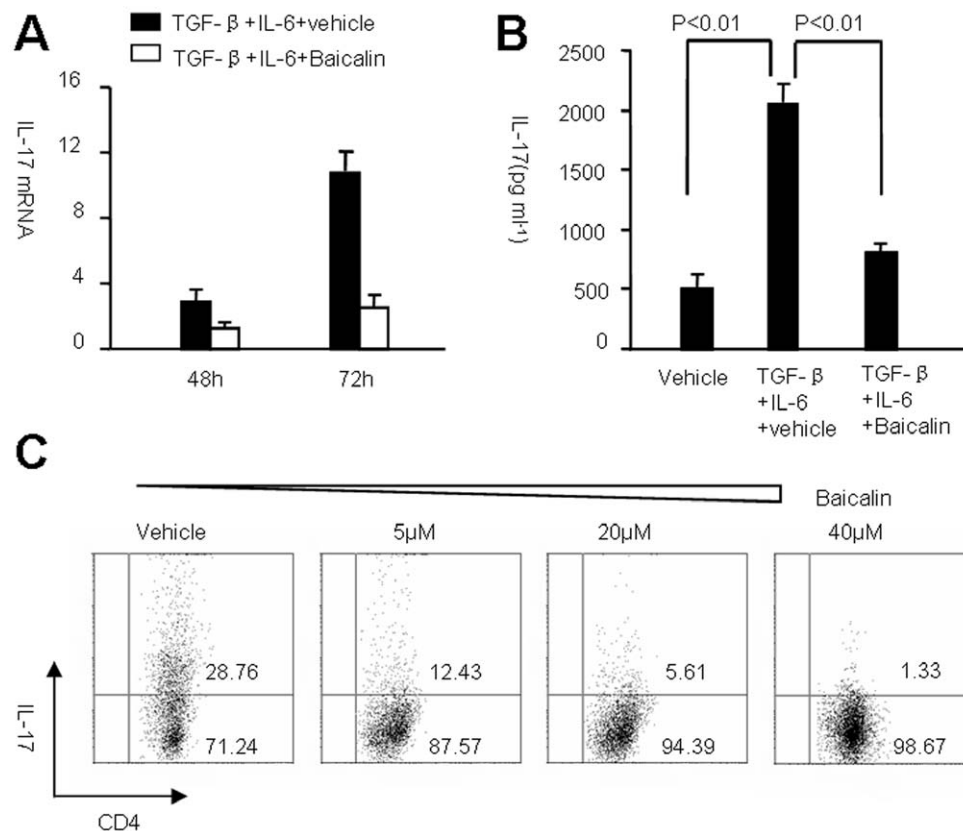 A
TGF-β+IL-6+vehicle
TGF-β+IL-6+Baicalin
IL-17 mRNA
16
12
8
4
0
48h
72h
B
P<0.01
P<0.01
IL-17(pg ml-1)
2500
2000
1500
1000
500
0
Vehicle
TGF-β
+IL-6
+vehicle
TGF-β
+IL-6
+Baicalin
C
Baicalin
Vehicle
5µM
20µM
40µM
28.76
71.24
12.43
87.57
5.61
94.39
1.33
98.67
IL-17
CD4